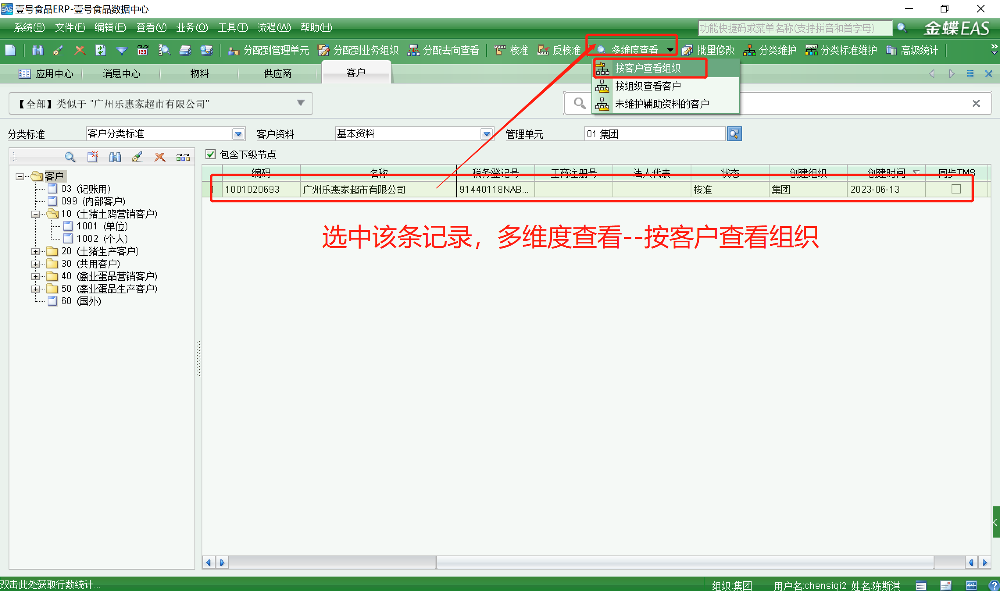 壹号食品ERP-壹号食品数据中心
系统(S) 文件(F) 编辑(E) 查看(V) 业务(O) 工具(T) 流程(W) 帮助(H) 功能快捷码或菜单名称(支持拼音和首字母) 金蝶EAS
分配到管理单元 分配到业务组织 分配去向查看 核准 反核准 多维度查看 批量修改 分类维护 分类标准维护 高级统计
应用中心 消息中心 物料 供应商 客户
按客户查看组织
按组织查看客户
未维护辅助资料的客户
【全部】类似于 "广州乐惠家超市有限公司"
分类标准 客户分类标准 客户资料 基本资料 管理单元 01 集团
包含下级节点
编码 名称 税务登记号 工商注册号 法人代表 状态 创建组织 创建时间 同步TMS
1 1001020693 广州乐惠家超市有限公司 91440118NAB... 核准 集团 2023-06-13
选中该条记录，多维度查看--按客户查看组织
客户
03 (记账用)
099 (内部客户)
10 (土猪土鸡营销客户)
1001 (单位)
1002 (个人)
20 (土猪生产客户)
30 (共用客户)
40 (禽业蛋品营销客户)
50 (禽业蛋品生产客户)
60 (国外)
双击此处获取行数统计... 组织:集团 用户名:chensiqi2 姓名:陈斯淇